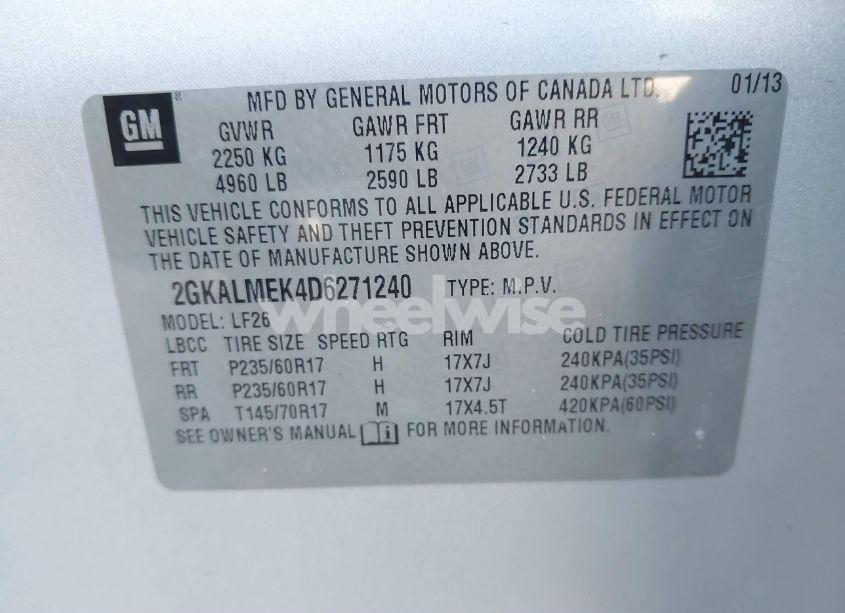 GM
MFD BY GENERAL MOTORS OF CANADA LTD. 01/13
GVWR GAWR FRT GAWR RR
2250 KG 1175 KG 1240 KG
4960 LB 2590 LB 2733 LB
THIS VEHICLE CONFORMS TO ALL APPLICABLE U.S. FEDERAL MOTOR
VEHICLE SAFETY AND THEFT PREVENTION STANDARDS IN EFFECT ON
THE DATE OF MANUFACTURE SHOWN ABOVE.
2GKALMEK4D6271240 TYPE: M.P.V.
wheelwise
MODEL: LF26
LBCC TIRE SIZE SPEED RTG RIM COLD TIRE PRESSURE
FRT P235/60R17 H 17X7J 240KPA(35PSI)
RR P235/60R17 H 17X7J 240KPA(35PSI)
SPA T145/70R17 M 17X4.5T 420KPA(60PSI)
SEE OWNER'S MANUAL i FOR MORE INFORMATION.